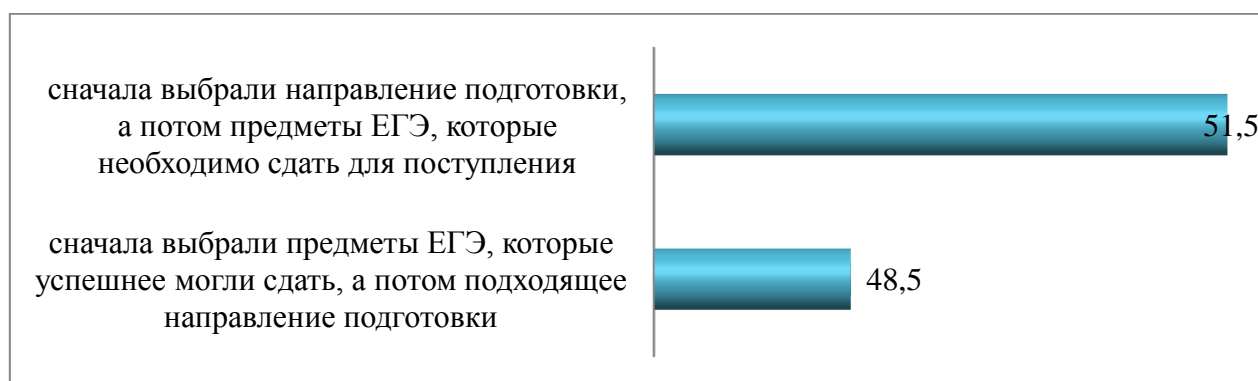 сначала выбрали направление подготовки,
а потом предметы ЕГЭ, которые
необходимо сдать для поступления
51,5
сначала выбрали предметы ЕГЭ, которые
успешнее могли сдать, а потом подходящее
направление подготовки
48,5